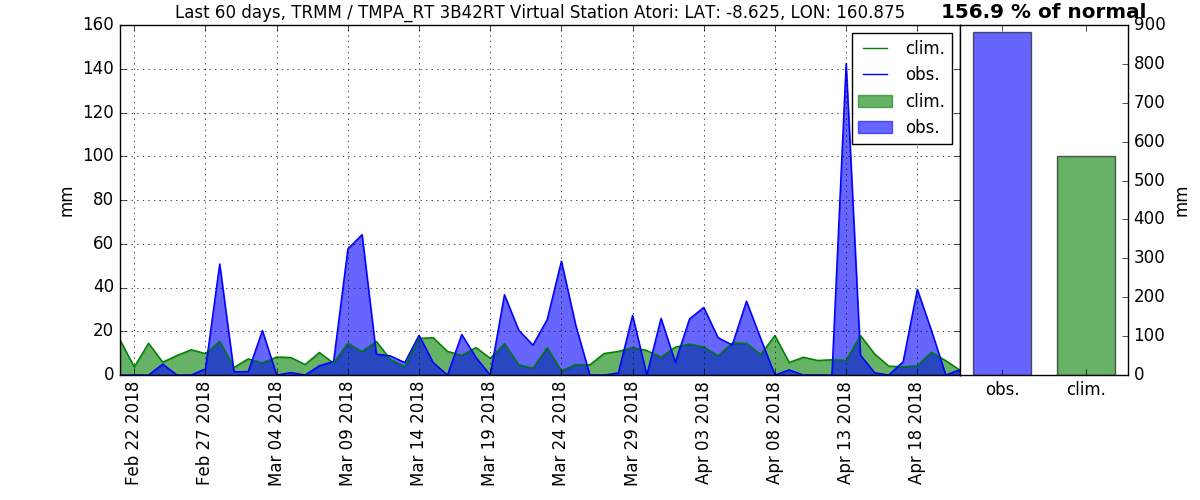 Last 60 days, TRMM / TMPA_RT 3B42RT Virtual Station Atori: LAT: -8.625, LON: 160.875
156.9 % of normal
160
140
120
100
80
60
40
20
0
mm
clim.
obs.
clim.
obs.
900
800
700
600
500
400
300
200
100
0
mm
obs.
clim.
Feb 22 2018
Feb 27 2018
Mar 04 2018
Mar 09 2018
Mar 14 2018
Mar 19 2018
Mar 24 2018
Mar 29 2018
Apr 03 2018
Apr 08 2018
Apr 13 2018
Apr 18 2018